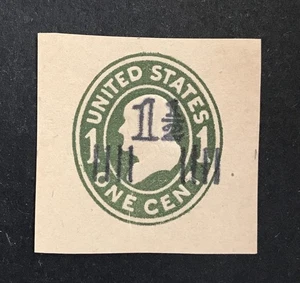 UNITED STATES
1½
1 1
ONE CENT